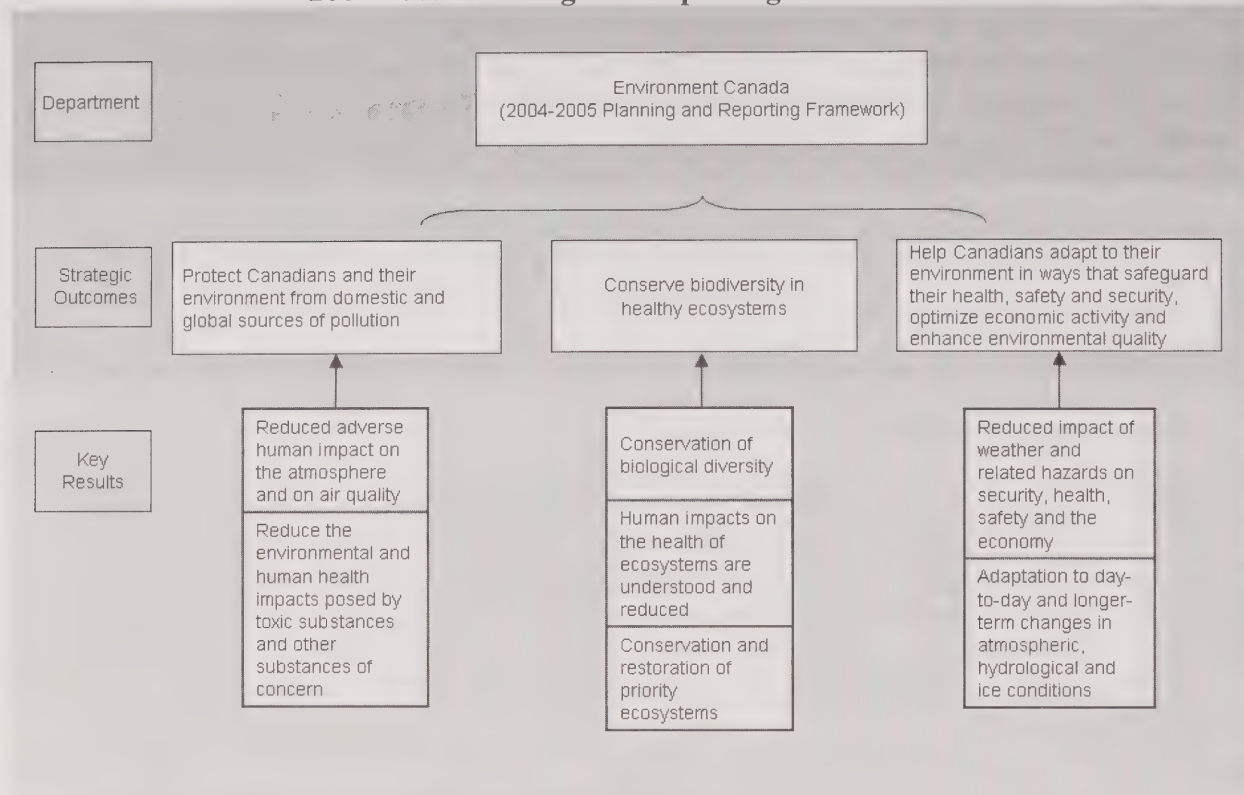 Department
Environment Canada
(2004-2005 Planning and Reporting Framework)
Strategic
Outcomes
Protect Canadians and their
environment from domestic and
global sources of pollution
Conserve biodiversity in
healthy ecosystems
Help Canadians adapt to their
environment in ways that safeguard
their health, safety and security,
optimize economic activity and
enhance environmental quality
Key
Results
Reduced adverse
human impact on
the atmosphere
and on air quality
Reduce the
environmental and
human health
impacts posed by
toxic substances
and other
substances of
concern
Conservation of
biological diversity
Human impacts on
the health of
ecosystems are
understood and
reduced
Conservation and
restoration of
priority
ecosystems
Reduced impact of
weather and
related hazards on
security, health,
safety and the
economy
Adaptation to day-
to-day and longer-
term changes in
atmospheric,
hydrological and
ice conditions